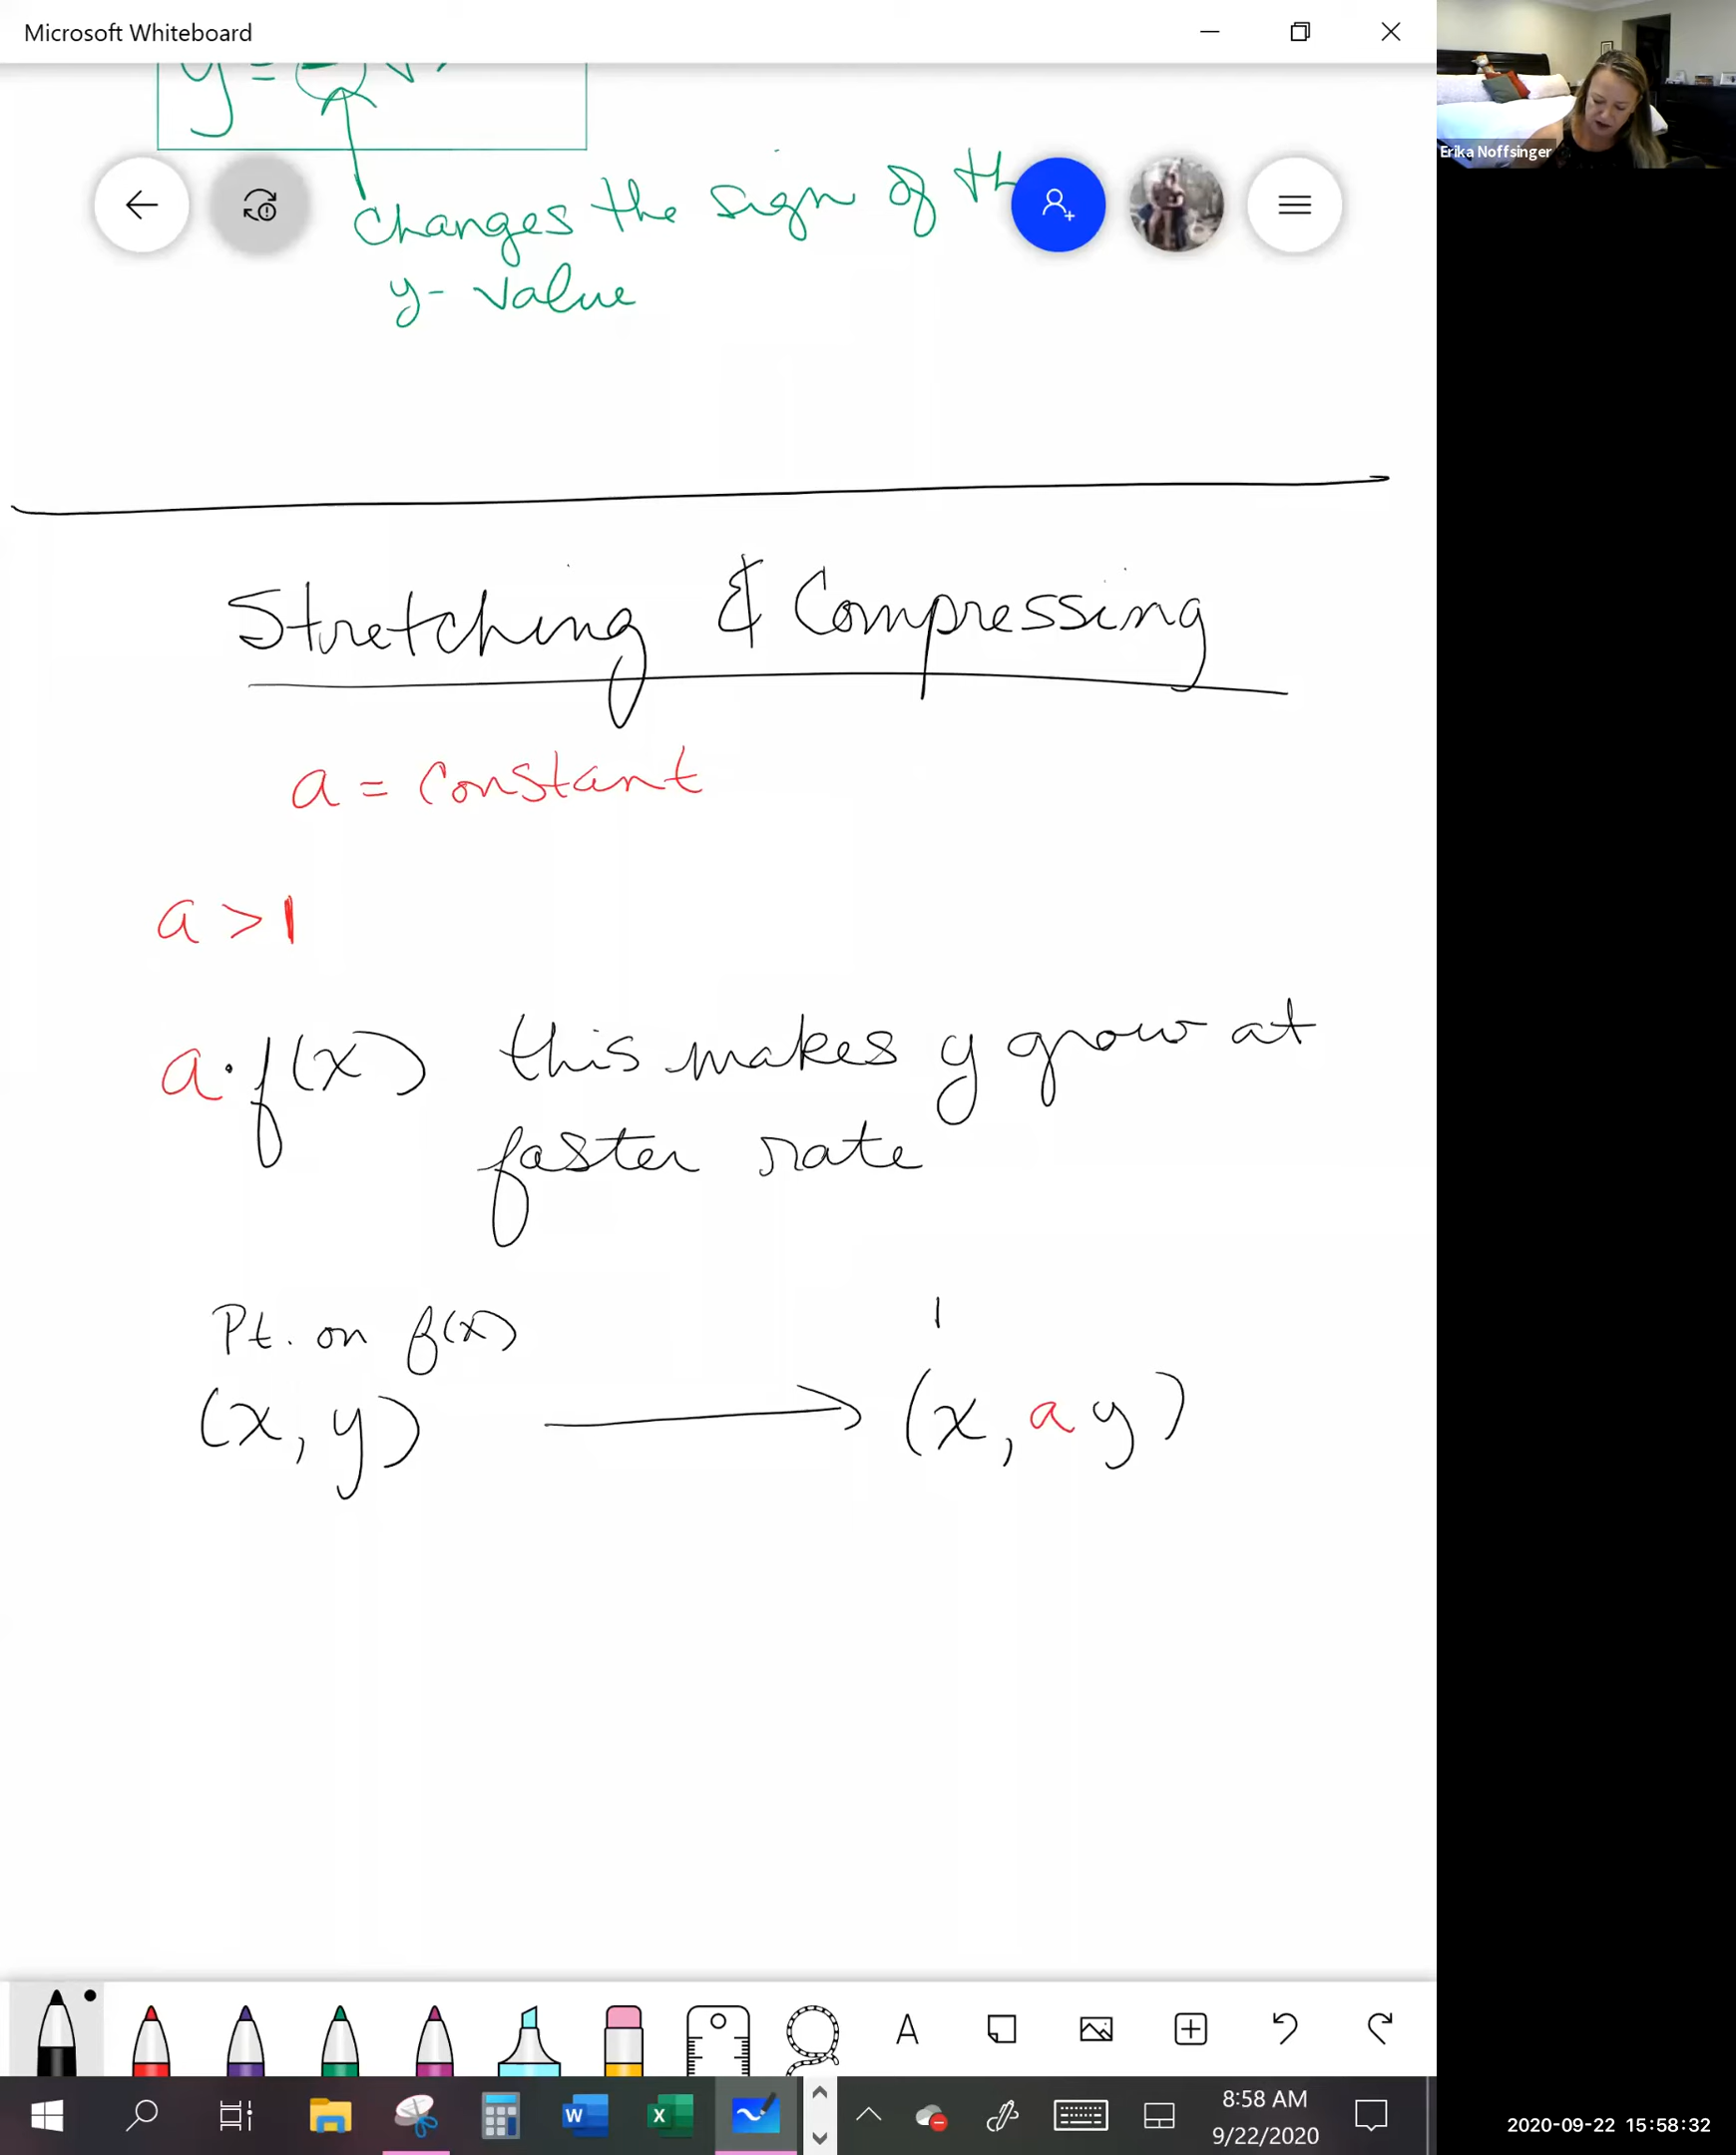 Microsoft Whiteboard
Erika Noffsinger
y =
changes the sign of th
y- value
Stretching & Compressing
a = constant
a > 1
a·f(x) this makes y grow at
faster rate
Pt. on f(x)
(x, y) → (x, ay)
A
W
X
8:58 AM
9/22/2020
2020-09-22 15:58:32